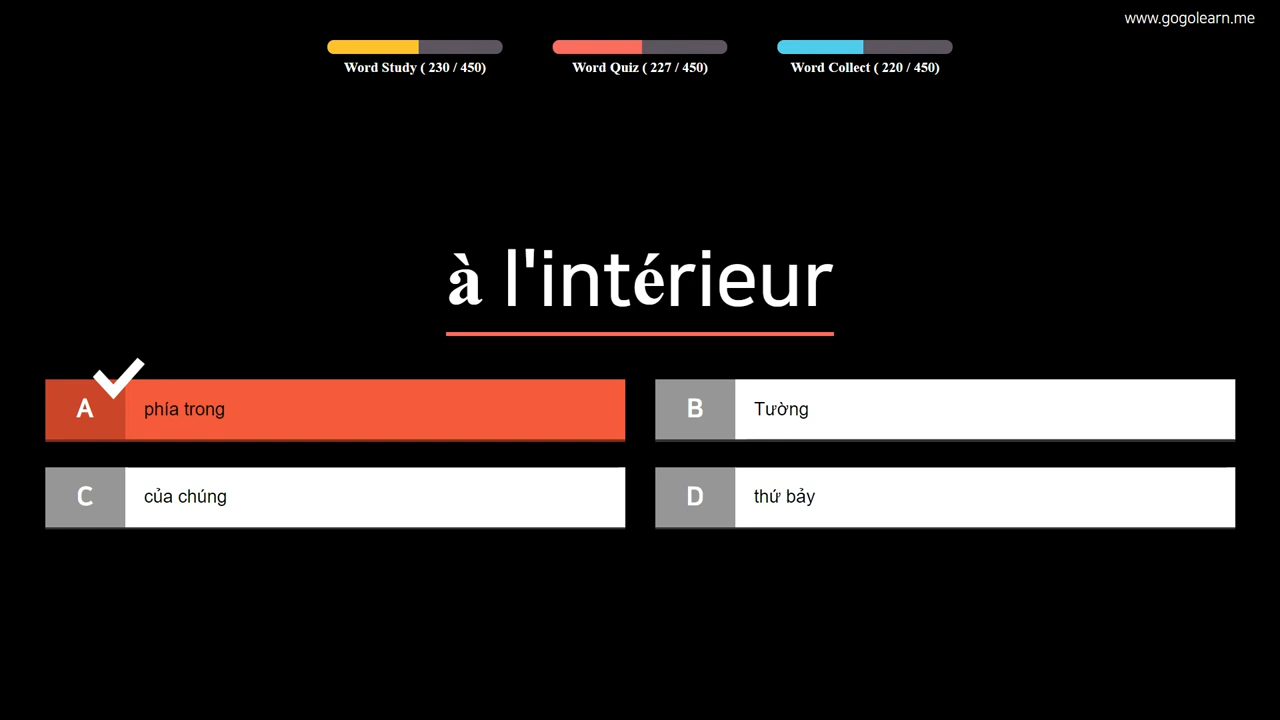 www.gogolearn.me
Word Study ( 230 / 450)
Word Quiz ( 227 / 450)
Word Collect ( 220 / 450)
à l'intérieur
A phía trong
B Tường
C của chúng
D thứ bảy